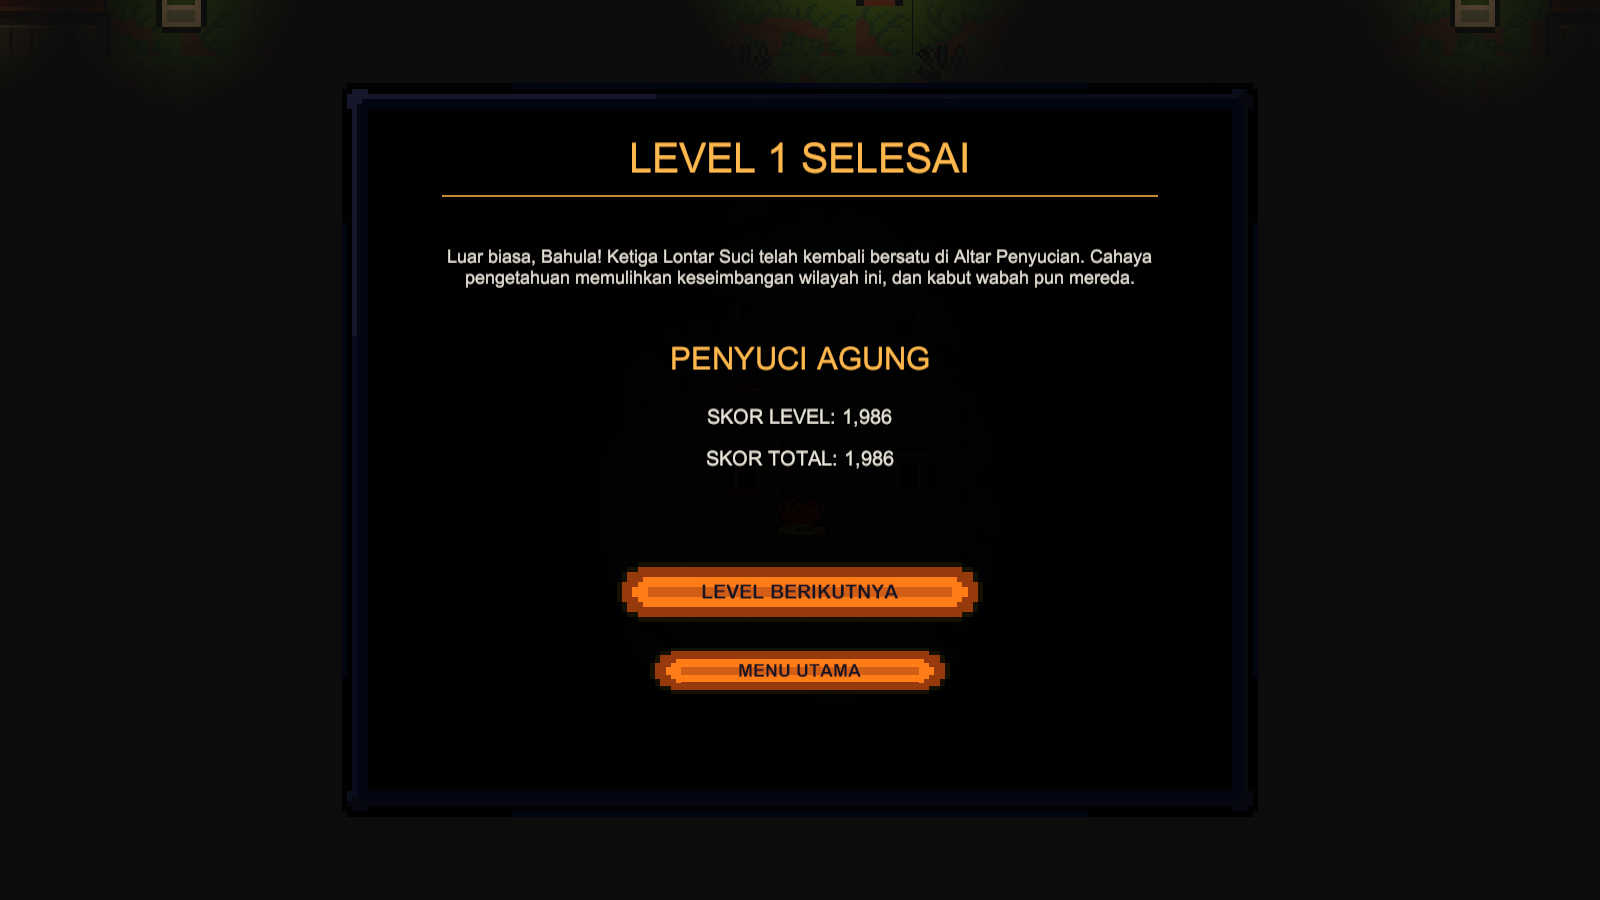 LEVEL 1 SELESAI
Luar biasa, Bahula! Ketiga Lontar Suci telah kembali bersatu di Altar Penyucian. Cahaya
pengetahuan memulihkan keseimbangan wilayah ini, dan kabut wabah pun mereda.
PENYUCI AGUNG
SKOR LEVEL: 1,986
SKOR TOTAL: 1,986
LEVEL BERIKUTNYA
MENU UTAMA